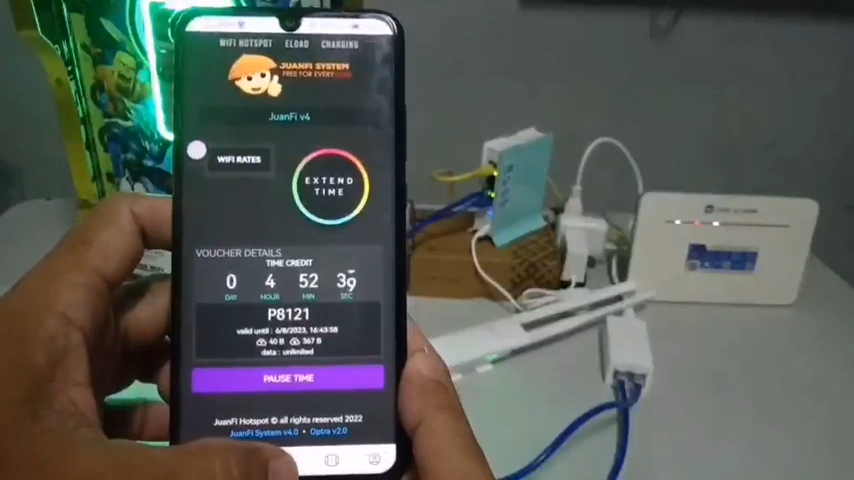 WIFI HOTSPOT ELOAD CHARGING
JUANFI SYSTEM
FREE FOR EVERY
JuanFi v4
WIFI RATES
EXTEND
TIME
VOUCHER DETAILS
TIME CREDIT
0 4 52 39
DAY HOUR MIN SEC
P8121
valid until : 6/8/2023, 16:43:58
40 B 367 B
data : unlimited
PAUSE TIME
JuanFi Hotspot © all rights reserved 2022
JuanFi System v4.0 • Optra v2.0